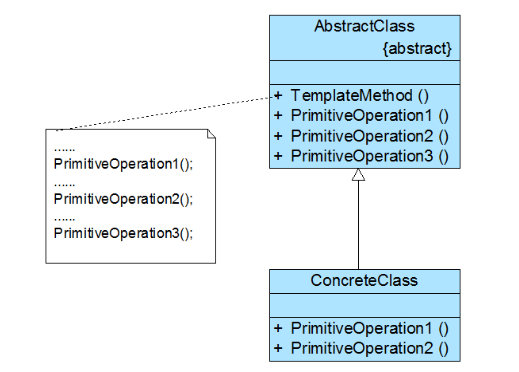 AbstractClass
{abstract}
+ TemplateMethod ()
+ PrimitiveOperation1 ()
+ PrimitiveOperation2 ()
+ PrimitiveOperation3 ()
......
PrimitiveOperation1();
......
PrimitiveOperation2();
......
PrimitiveOperation3();
ConcreteClass
+ PrimitiveOperation1 ()
+ PrimitiveOperation2 ()